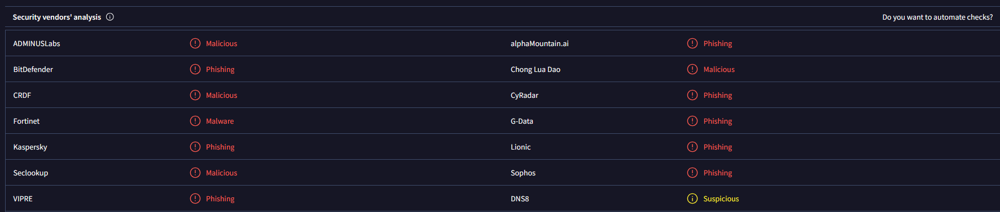 Security vendors' analysis Do you want to automate checks?
ADMINUSLabs Malicious alphaMountain.ai Phishing
BitDefender Phishing Chong Lua Dao Malicious
CRDF Malicious CyRadar Phishing
Fortinet Malware G-Data Phishing
Kaspersky Phishing Lionic Phishing
Seclookup Malicious Sophos Phishing
VIPRE Phishing DNS8 Suspicious